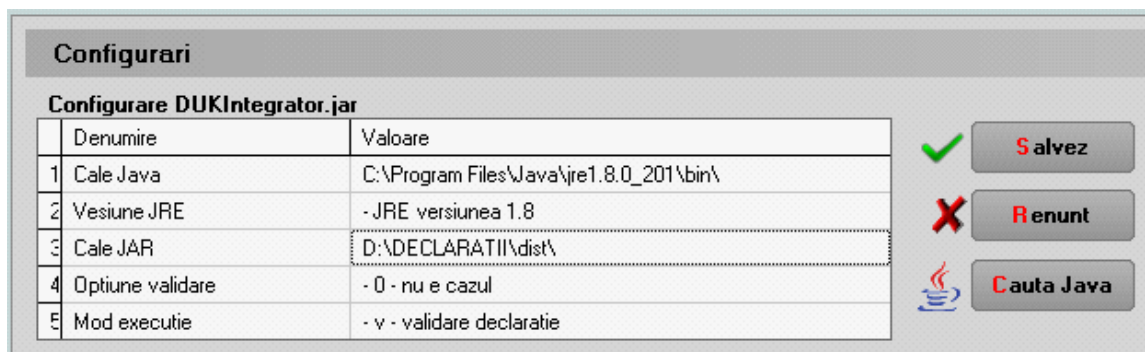 Configurari
Configurare DUKIntegrator.jar
Denumire Valoare
1 Cale Java C:\Program Files\Java\jre1.8.0_201\bin\
2 Vesiune JRE - JRE versiunea 1.8
3 Cale JAR D:\DECLARATII\dist\
4 Optiune validare - 0 - nu e cazul
5 Mod executie - v - validare declaratie
Salvez
Renunt
Cauta Java